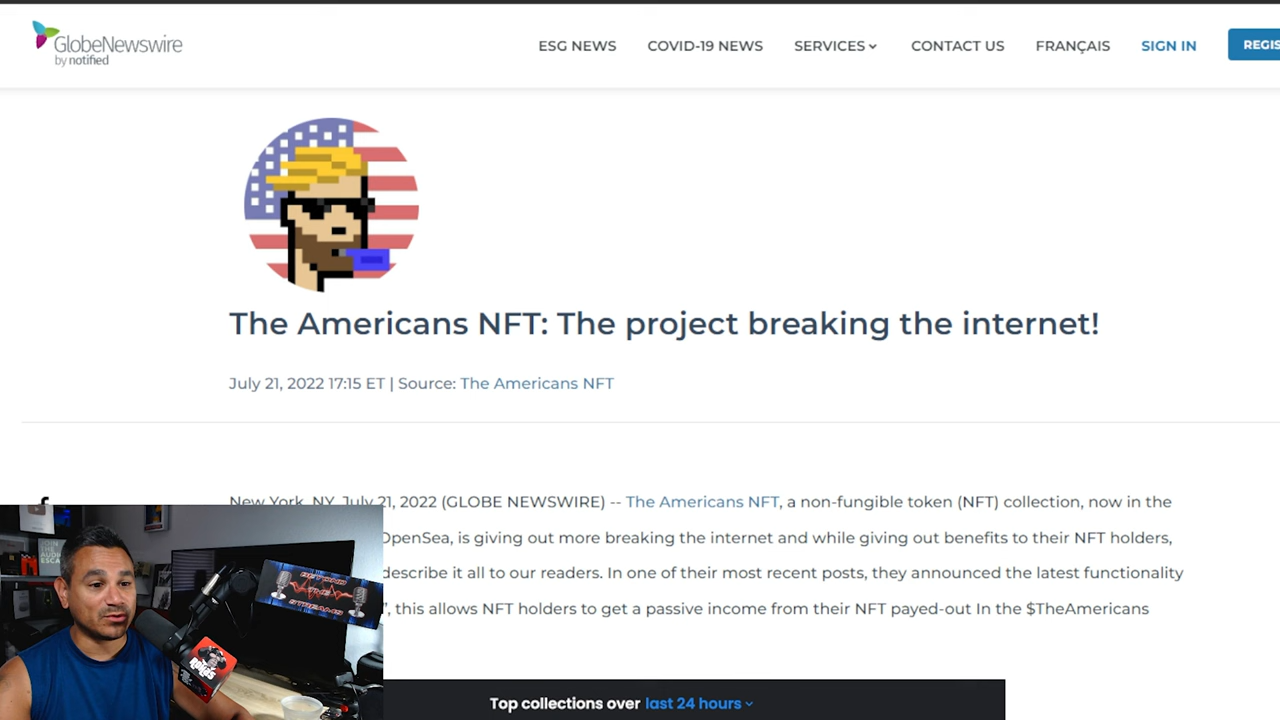 GlobeNewswire
by notified
ESG NEWS COVID-19 NEWS SERVICES CONTACT US FRANÇAIS SIGN IN REGIS
The Americans NFT: The project breaking the internet!
July 21, 2022 17:15 ET | Source: The Americans NFT
New York, NY, July 21, 2022 (GLOBE NEWSWIRE) -- The Americans NFT, a non-fungible token (NFT) collection, now in the
OpenSea, is giving out more breaking the internet and while giving out benefits to their NFT holders,
describe it all to our readers. In one of their most recent posts, they announced the latest functionality
", this allows NFT holders to get a passive income from their NFT payed-out In the $TheAmericans
BEYOND
THE
STREAMS
Top collections over last 24 hours